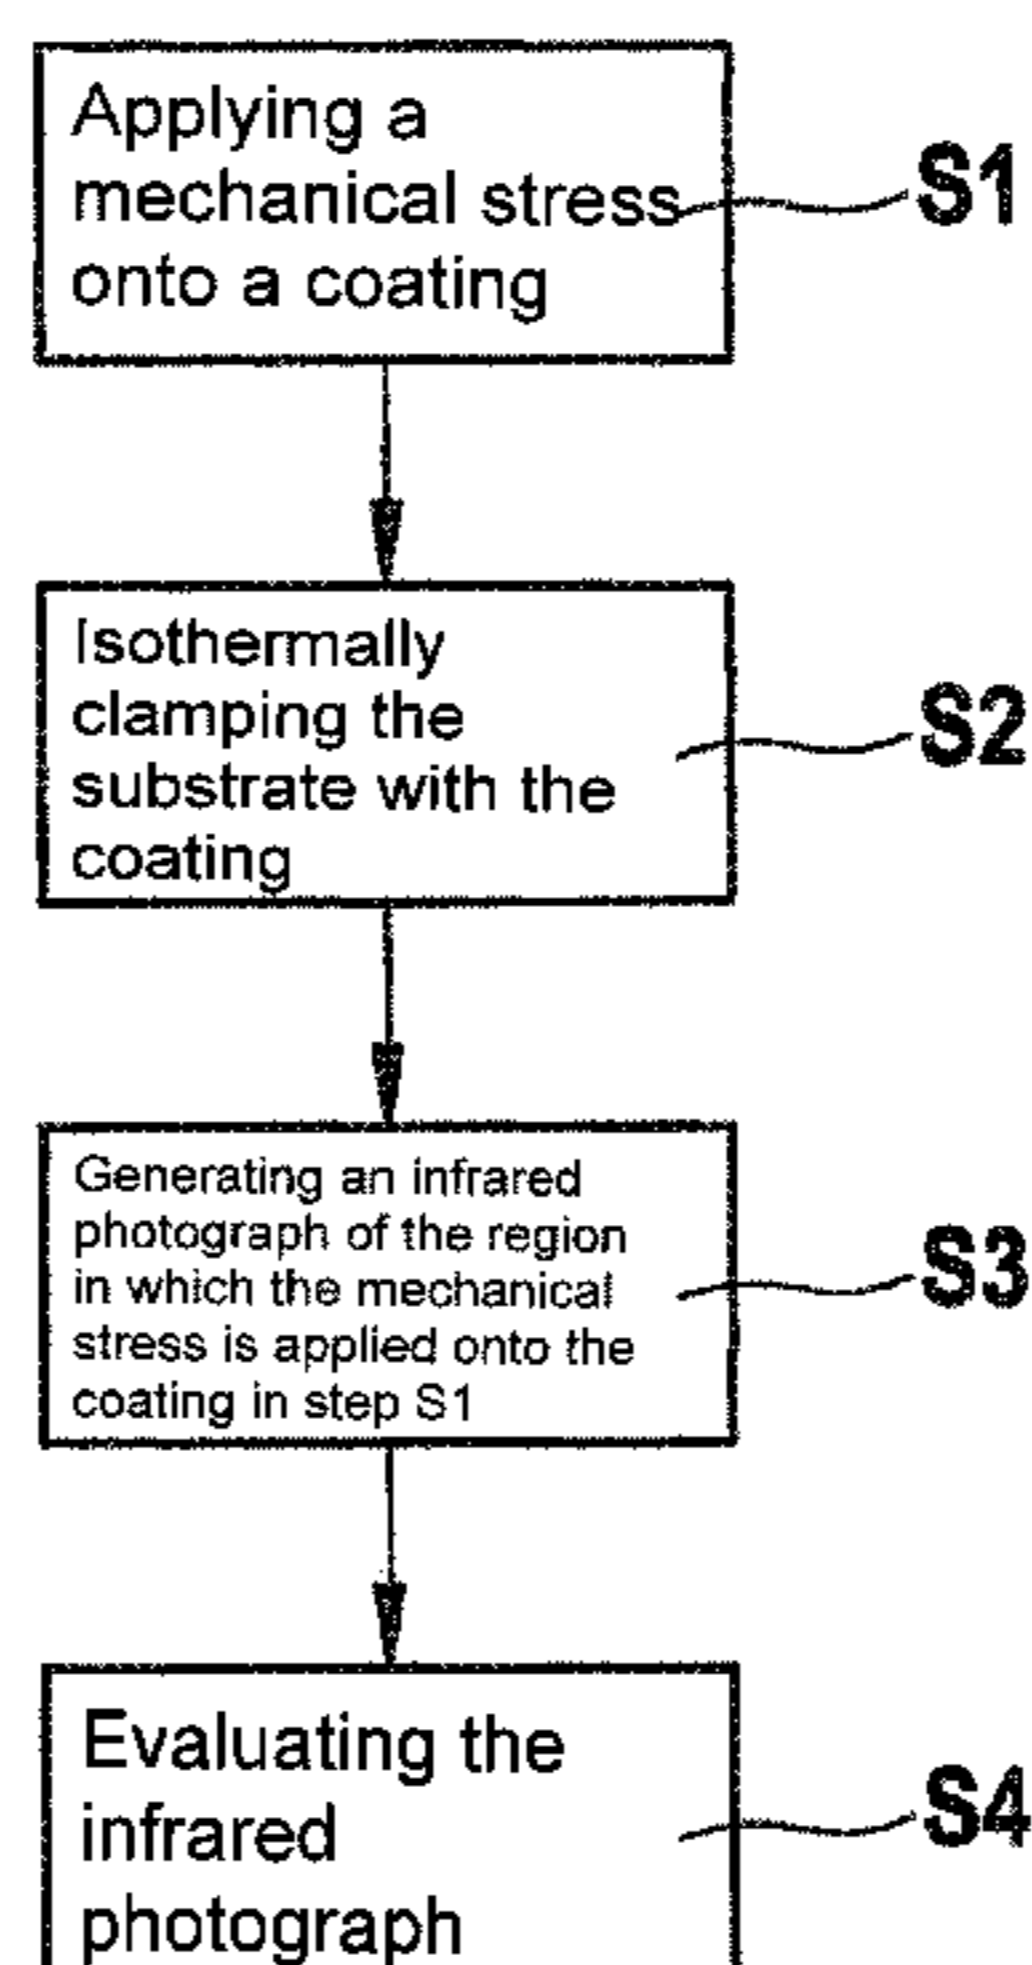 Applying a
mechanical stress
onto a coating
S1
Isothermally
clamping the
substrate with the
coating
S2
Generating an infrared
photograph of the region
in which the mechanical
stress is applied onto the
coating in step S1
S3
Evaluating the
infrared
photograph
S4